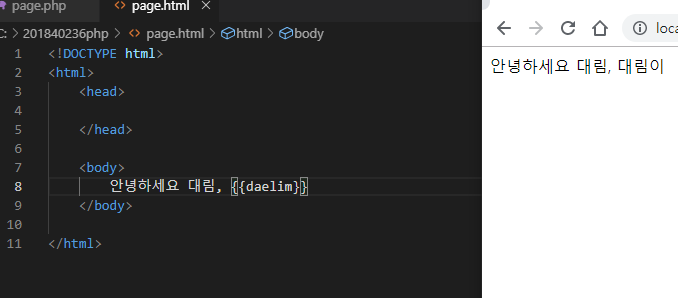 page.php
page.html
C: > 201840236php > page.html > html > body
1 <!DOCTYPE html>
2 <html>
3 <head>
4
5 </head>
6
7 <body>
8 안녕하세요 대림, {{daelim}}
9 </body>
10
11 </html>
안녕하세요 대림, 대림이